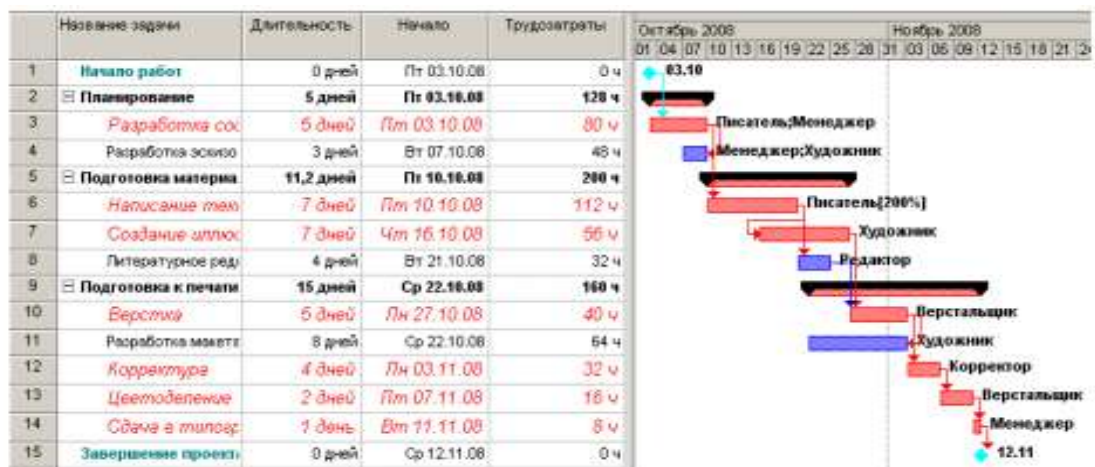 Название задачи Длительность Начало Трудозатраты Октябрь 2008 Ноябрь 2008
01 04 07 10 13 16 19 22 25 28 31 03 06 09 12 15 18 21 24
1 Начало работ 0 дней Пт 03.10.08 0 ч 03.10
2 Планирование 5 дней Пт 03.10.08 128 ч
3 Разработка сос 5 дней Пт 03.10.08 80 ч Писатель;Менеджер
4 Разработка эскизо 3 дней Вт 07.10.08 48 ч Менеджер;Художник
5 Подготовка материа 11,2 дней Пт 10.10.08 200 ч
6 Написание тек 7 дней Пт 10.10.08 112 ч Писатель[200%]
7 Создание иллюс 7 дней Чт 16.10.08 56 ч Художник
8 Литературное реда 4 дней Вт 21.10.08 32 ч Редактор
9 Подготовка к печати 15 дней Ср 22.10.08 160 ч
10 Верстка 5 дней Пн 27.10.08 40 ч Верстальщик
11 Разработка макета 8 дней Ср 22.10.08 64 ч Художник
12 Корректура 4 дней Пн 03.11.08 32 ч Корректор
13 Цветоделение 2 дней Пт 07.11.08 16 ч Верстальщик
14 Сдача в типогр 1 день Вт 11.11.08 8 ч Менеджер
15 Завершение проект 0 дней Ср 12.11.08 0 ч 12.11